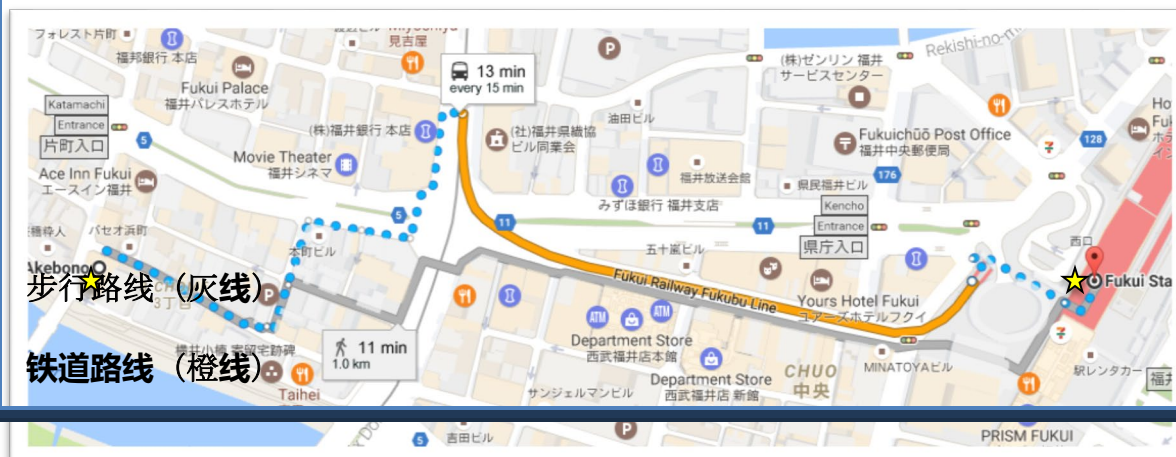 フォレスト片町
福邦銀行 本店
見吉屋
Fukui Palace
福井パレスホテル
13 min
every 15 min
(株)ゼンリン 福井
サービスセンター
Katamachi
Entrance
片町入口
5
(株)福井銀行 本店
(社)福井県繊協
ビル同業会
油田ビル
Fukuichūō Post Office
福井中央郵便局
128
Movie Theater
福井シネマ
Ace Inn Fukui
エースイン福井
福井放送会館
県民福井ビル
176
みずほ銀行 福井支店
Kencho
Entrance
県庁入口
5
11
11
パセオ浜町
本町ビル
五十嵐ビル
西口
Akebono
Fukui Sta
步行路线（灰线）
3丁目
Fukui Railway Fukubu Line
Yours Hotel Fukui
ユアーズホテルフクイ
ATM
ATM
Department Store
西武福井店本館
11 min
1.0 km
铁道路线（橙线）
Taihei
Department Store
西武福井店 新館
CHUO
中央
MINATOYAビル
駅レンタカー
サンジェルマンビル
5
吉田ビル
PRISM FUKUI